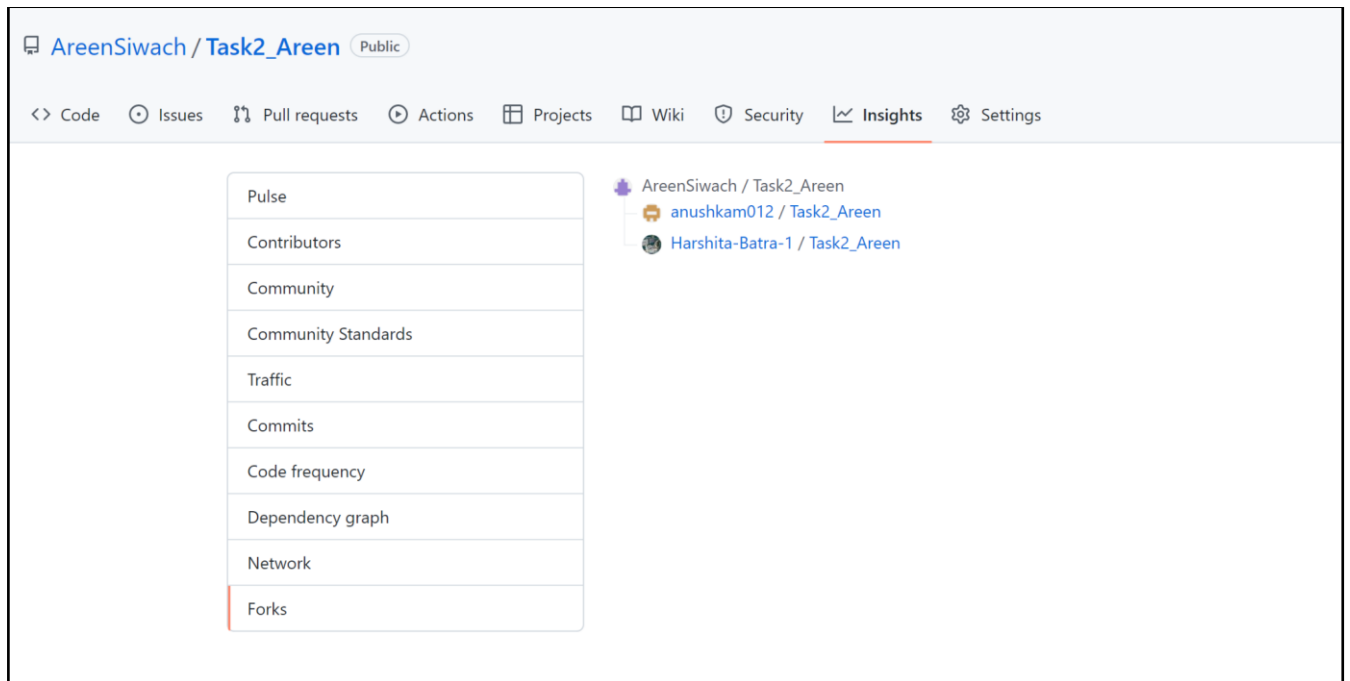 AreenSiwach / Task2_Areen Public
Code Issues Pull requests Actions Projects Wiki Security Insights Settings
Pulse
Contributors
Community
Community Standards
Traffic
Commits
Code frequency
Dependency graph
Network
Forks
AreenSiwach / Task2_Areen
anushkam012 / Task2_Areen
Harshita-Batra-1 / Task2_Areen